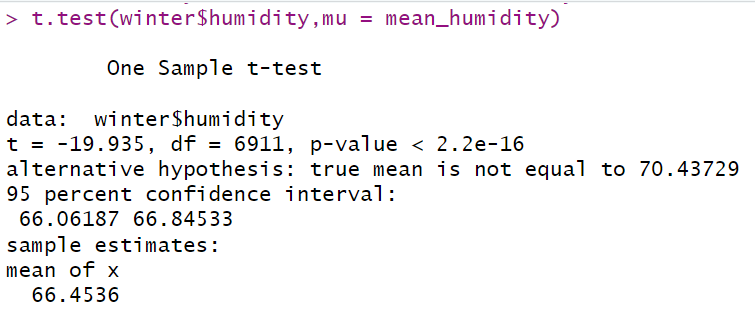 > t.test(winter$humidity,mu = mean_humidity)
One Sample t-test
data:  winter$humidity
t = -19.935, df = 6911, p-value < 2.2e-16
alternative hypothesis: true mean is not equal to 70.43729
95 percent confidence interval:
66.06187 66.84533
sample estimates:
mean of x
66.4536